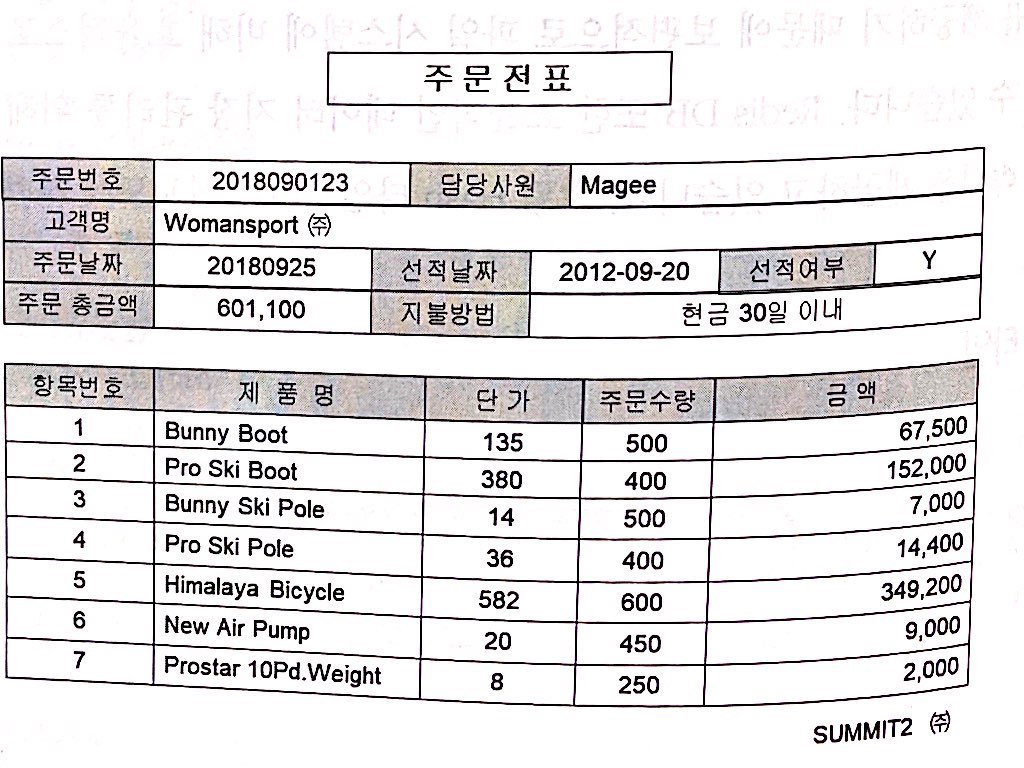 주문전표
주문번호 2018090123 담당사원 Magee
고객명 Womansport ㈜
주문날짜 20180925 선적날짜 2012-09-20 선적여부 Y
주문 총금액 601,100 지불방법 현금 30일 이내
항목번호 제 품 명 단 가 주문수량 금 액
1 Bunny Boot 135 500 67,500
2 Pro Ski Boot 380 400 152,000
3 Bunny Ski Pole 14 500 7,000
4 Pro Ski Pole 36 400 14,400
5 Himalaya Bicycle 582 600 349,200
6 New Air Pump 20 450 9,000
7 Prostar 10Pd.Weight 8 250 2,000
SUMMIT2 ㈜